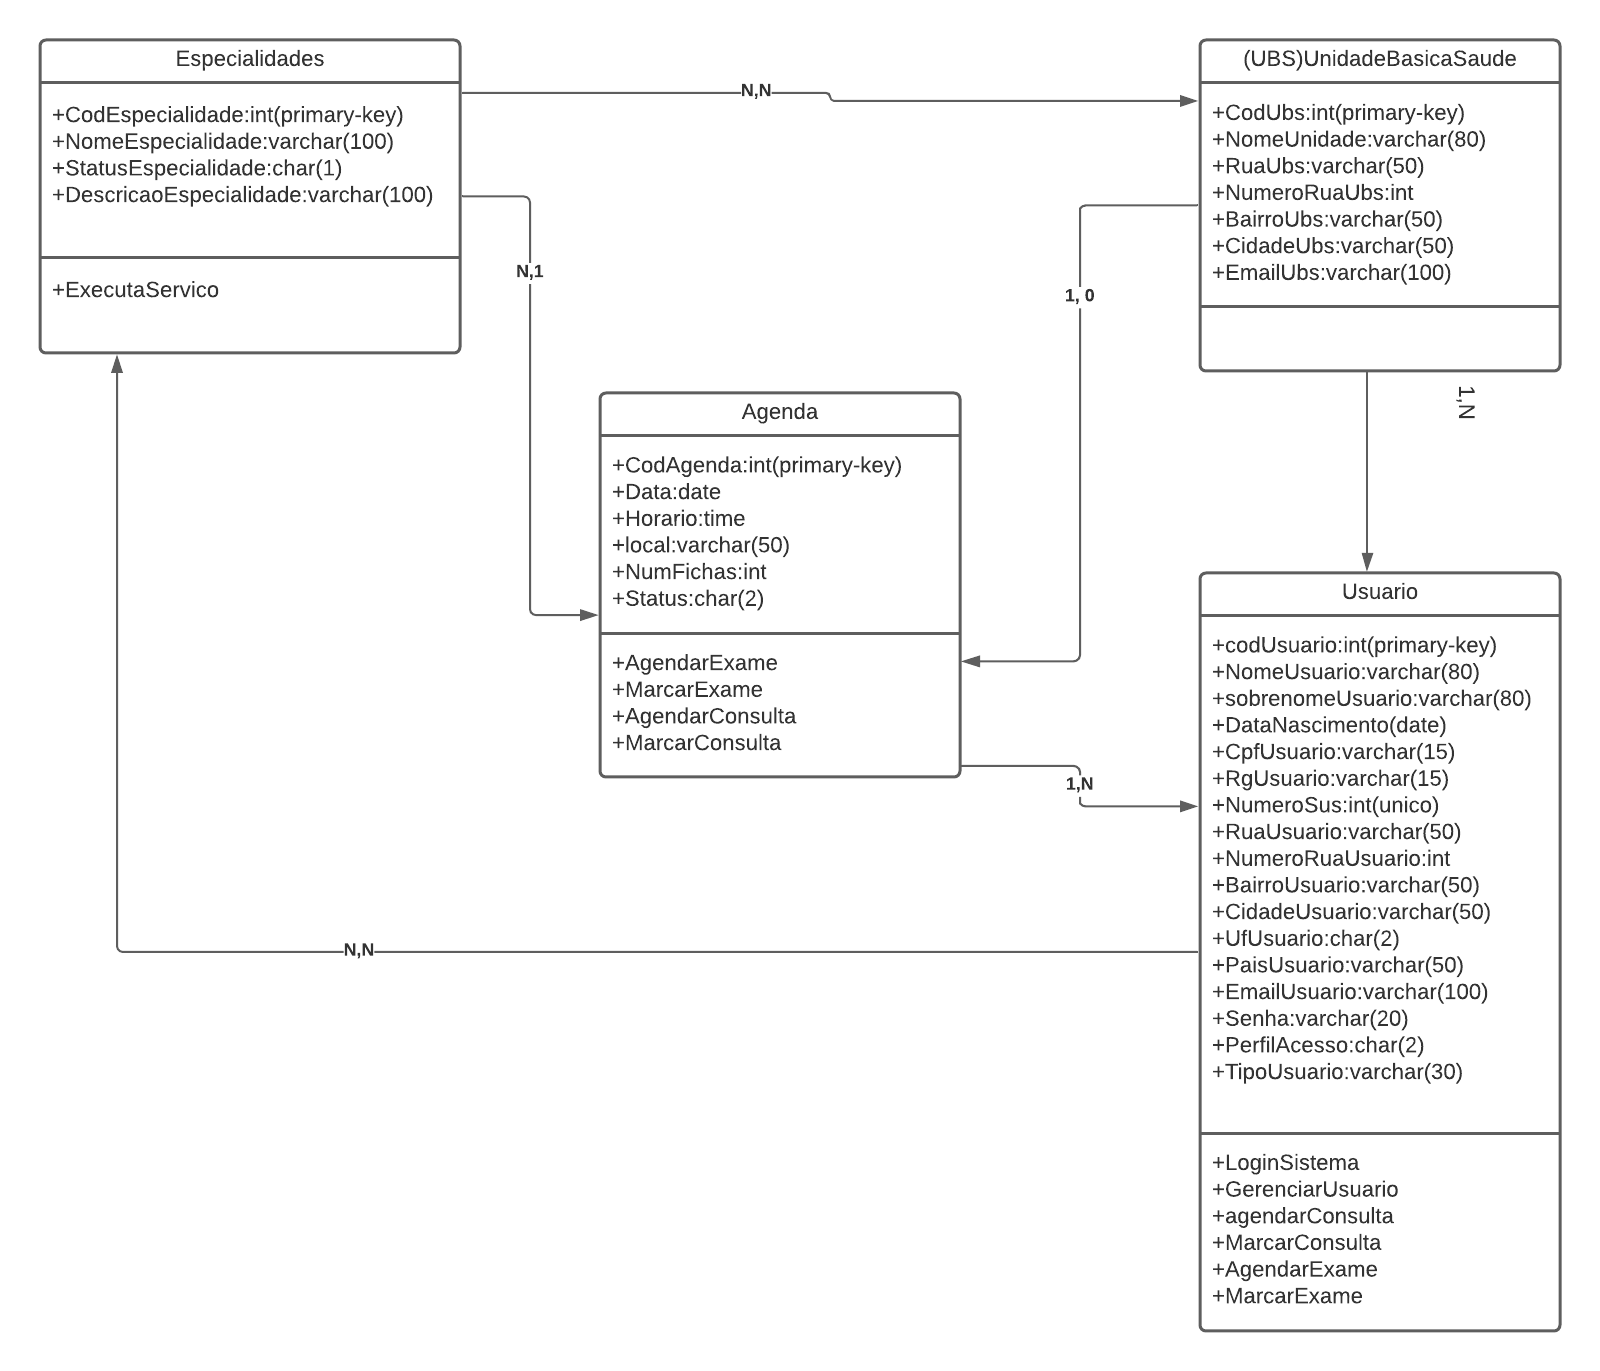 Especialidades
+CodEspecialidade:int(primary-key)
+NomeEspecialidade:varchar(100)
+StatusEspecialidade:char(1)
+DescricaoEspecialidade:varchar(100)
+ExecutaServico
N,N
(UBS)UnidadeBasicaSaude
+CodUbs:int(primary-key)
+NomeUnidade:varchar(80)
+RuaUbs:varchar(50)
+NumeroRuaUbs:int
+BairroUbs:varchar(50)
+CidadeUbs:varchar(50)
+EmailUbs:varchar(100)
N,1
1, 0
1,N
Agenda
+CodAgenda:int(primary-key)
+Data:date
+Horario:time
+local:varchar(50)
+NumFichas:int
+Status:char(2)
+AgendarExame
+MarcarExame
+AgendarConsulta
+MarcarConsulta
1,N
N,N
Usuario
+codUsuario:int(primary-key)
+NomeUsuario:varchar(80)
+sobrenomeUsuario:varchar(80)
+DataNascimento(date)
+CpfUsuario:varchar(15)
+RgUsuario:varchar(15)
+NumeroSus:int(unico)
+RuaUsuario:varchar(50)
+NumeroRuaUsuario:int
+BairroUsuario:varchar(50)
+CidadeUsuario:varchar(50)
+UfUsuario:char(2)
+PaisUsuario:varchar(50)
+EmailUsuario:varchar(100)
+Senha:varchar(20)
+PerfilAcesso:char(2)
+TipoUsuario:varchar(30)
+LoginSistema
+GerenciarUsuario
+agendarConsulta
+MarcarConsulta
+AgendarExame
+MarcarExame